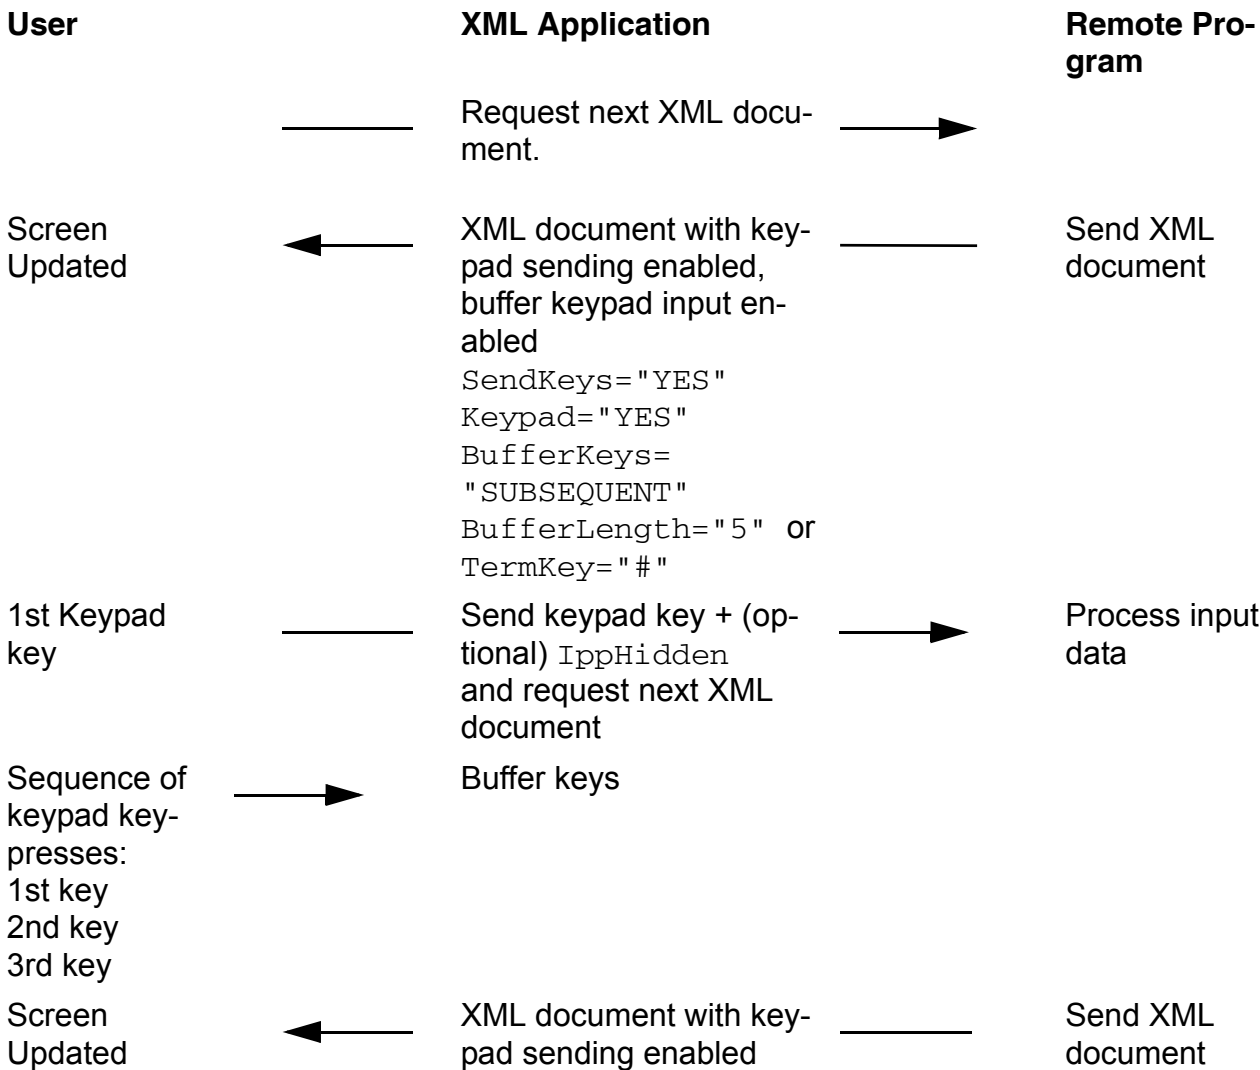 User
XML Application
Remote Pro-
gram
Request next XML docu-
ment.
Screen
Updated
XML document with key-
pad sending enabled,
buffer keypad input en-
abled
SendKeys="YES"
Keypad="YES"
BufferKeys=
"SUBSEQUENT"
BufferLength="5" or
TermKey="#"
Send XML
document
1st Keypad
key
Send keypad key + (op-
tional) IppHidden
and request next XML
document
Process input
data
Sequence of
keypad key-
presses:
1st key
2nd key
3rd key
Buffer keys
Screen
Updated
XML document with key-
pad sending enabled
Send XML
document